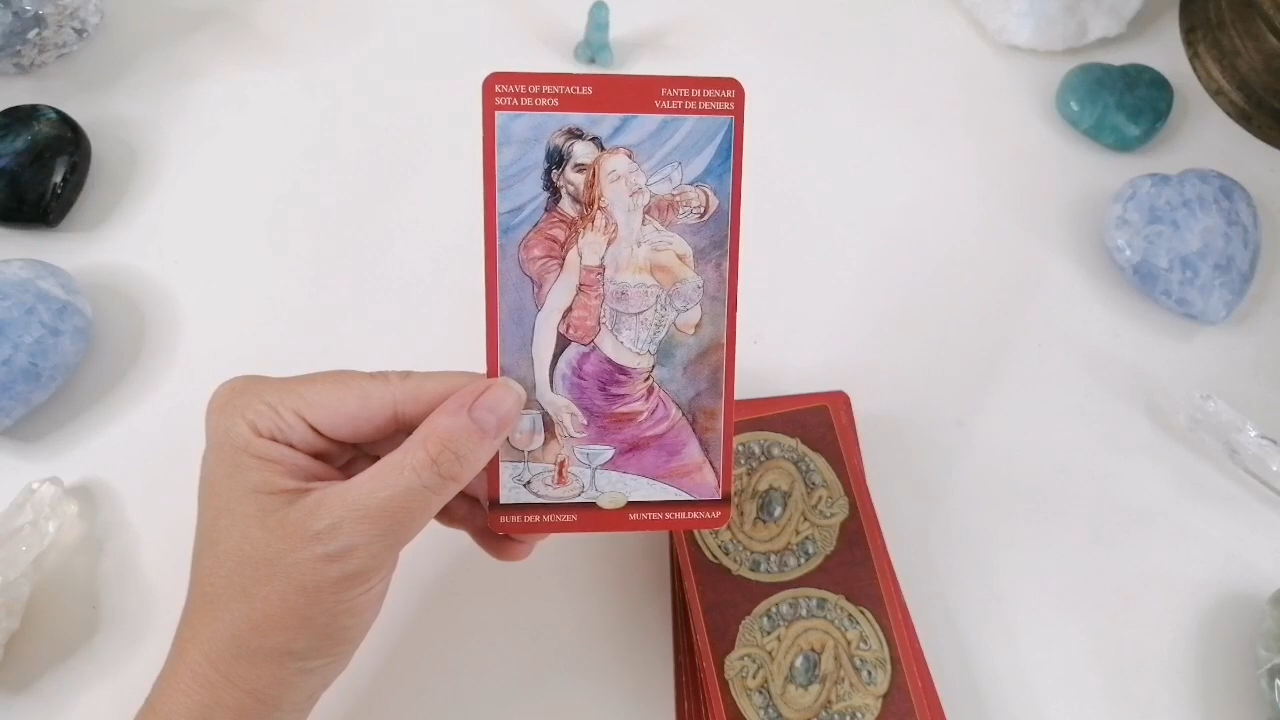 KNAVE OF PENTACLES
SOTA DE OROS
FANTE DI DENARI
VALET DE DENIERS
BUBE DER MÜNZEN
MUNTEN SCHILDKNAAP